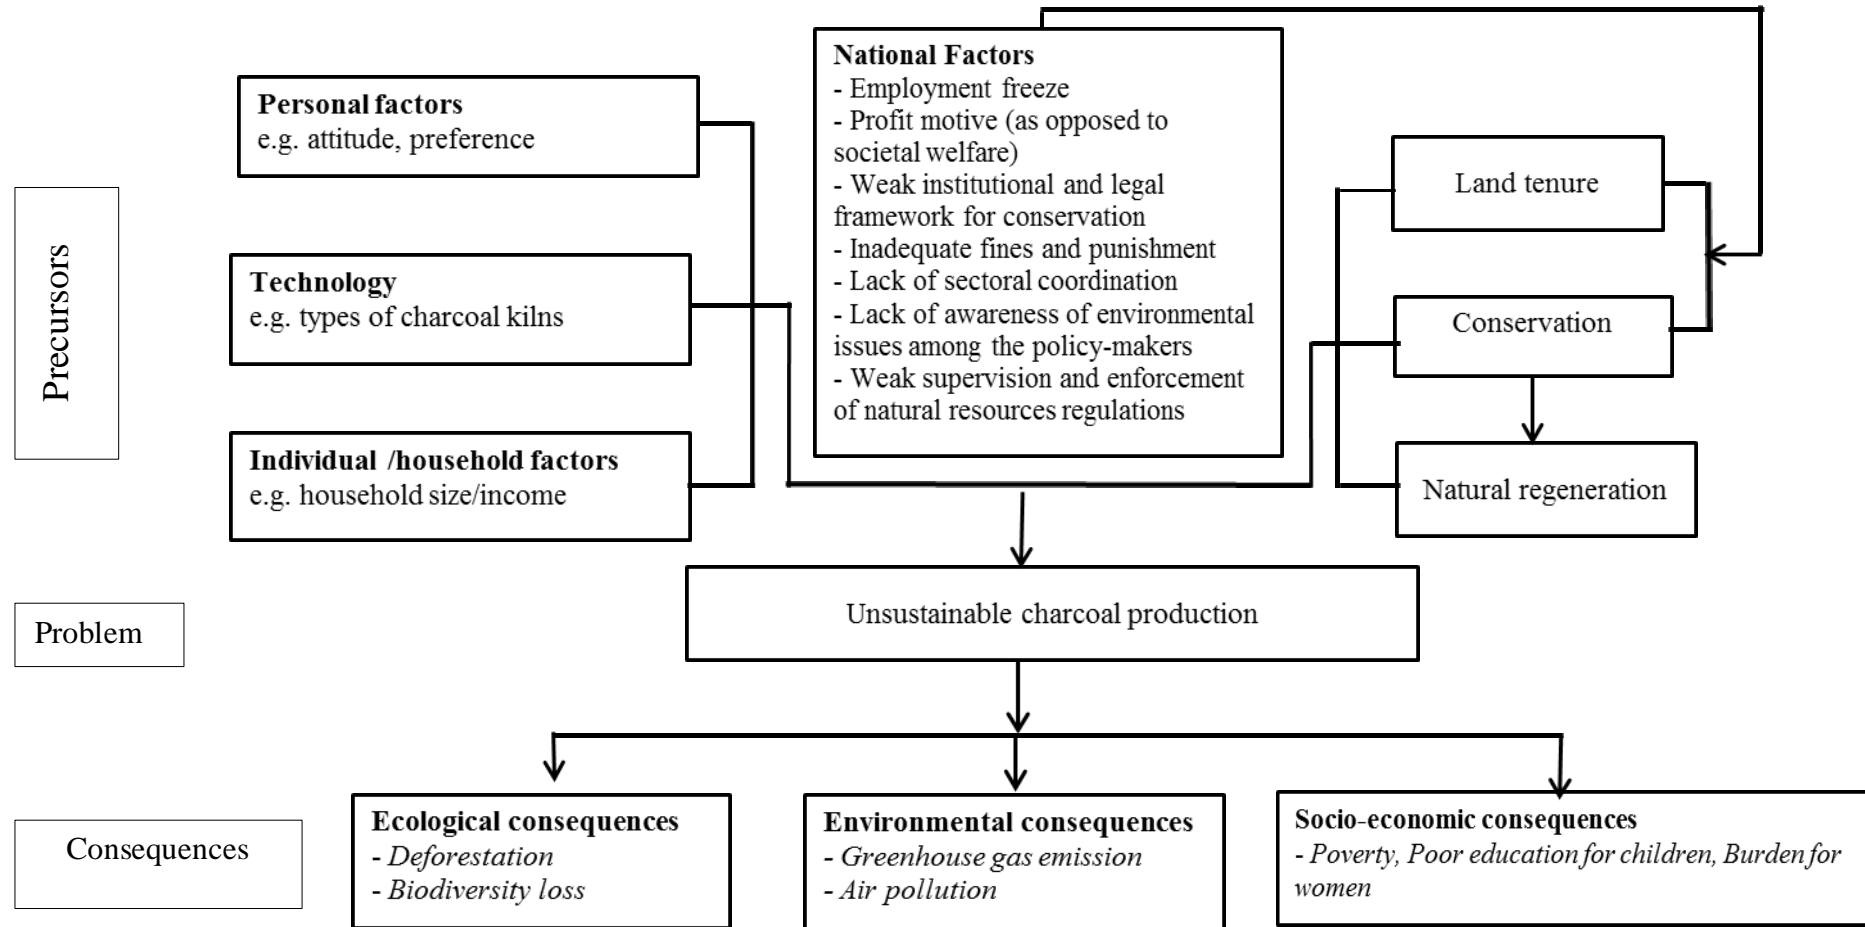 Precursors
Personal factors
e.g. attitude, preference
Technology
e.g. types of charcoal kilns
Individual /household factors
e.g. household size/income
National Factors
- Employment freeze
- Profit motive (as opposed to
societal welfare)
- Weak institutional and legal
framework for conservation
- Inadequate fines and punishment
- Lack of sectoral coordination
- Lack of awareness of environmental
issues among the policy-makers
- Weak supervision and enforcement
of natural resources regulations
Land tenure
Conservation
Natural regeneration
Problem
Unsustainable charcoal production
Consequences
Ecological consequences
- Deforestation
- Biodiversity loss
Environmental consequences
- Greenhouse gas emission
- Air pollution
Socio-economic consequences
- Poverty, Poor education for children, Burden for
women